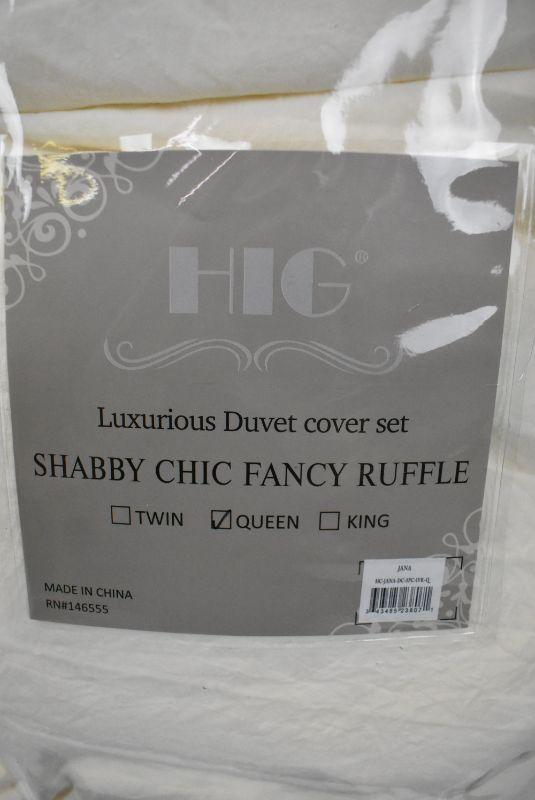 HIG®
Luxurious Duvet cover set
SHABBY CHIC FANCY RUFFLE
TWIN QUEEN KING
MADE IN CHINA
RN#146555
JANA